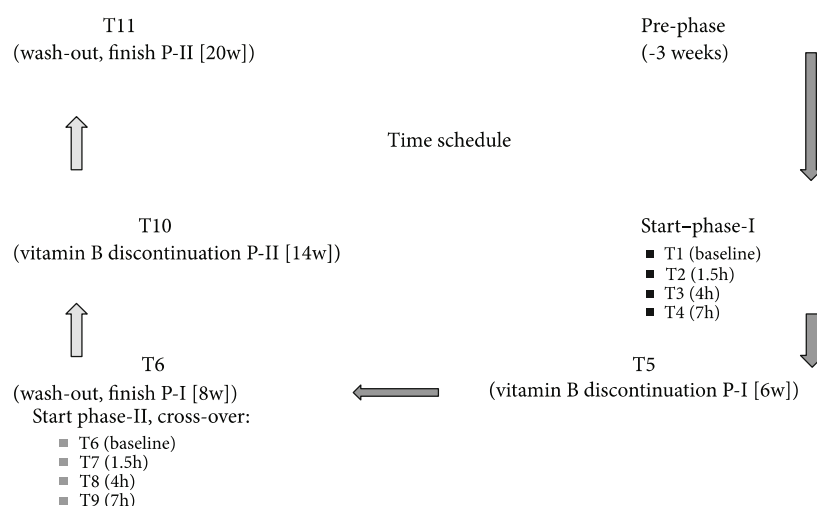 T11
(wash-out, finish P-II [20w])
Pre-phase
(-3 weeks)
Time schedule
T10
(vitamin B discontinuation P-II [14w])
Start–phase-I
T1 (baseline)
T2 (1.5h)
T3 (4h)
T4 (7h)
T6
(wash-out, finish P-I [8w])
Start phase-II, cross-over:
T6 (baseline)
T7 (1.5h)
T8 (4h)
T9 (7h)
T5
(vitamin B discontinuation P-I [6w])